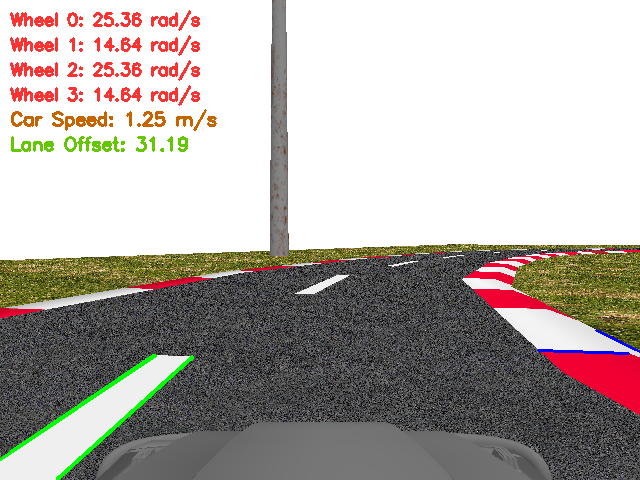 Wheel 0: 25.36 rad/s
Wheel 1: 14.64 rad/s
Wheel 2: 25.36 rad/s
Wheel 3: 14.64 rad/s
Car Speed: 1.25 m/s
Lane Offset: 31.19